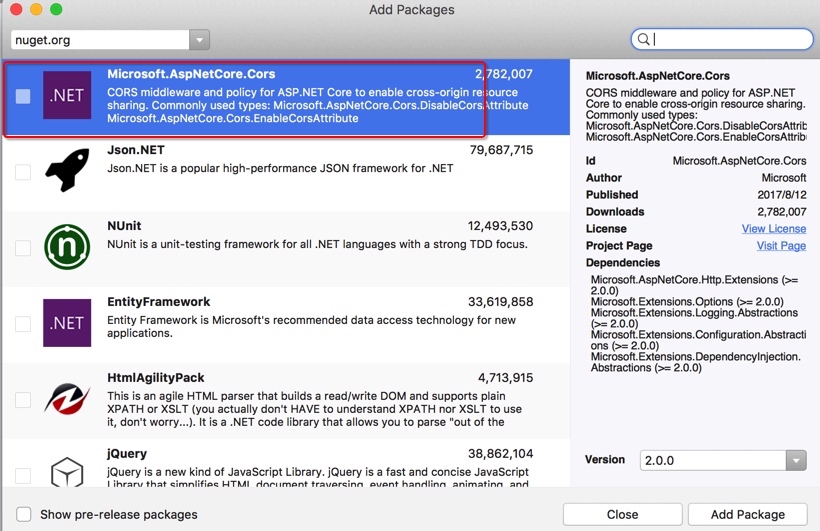 Add Packages
nuget.org
Microsoft.AspNetCore.Cors 2,782,007
.NET
CORS middleware and policy for ASP.NET Core to enable cross-origin resource
sharing. Commonly used types: Microsoft.AspNetCore.Cors.DisableCorsAttribute
Microsoft.AspNetCore.Cors.EnableCorsAttribute
Json.NET 79,687,715
Json.NET is a popular high-performance JSON framework for .NET
NUnit 12,493,530
n
NUnit is a unit-testing framework for all .NET languages with a strong TDD focus.
EntityFramework 33,619,858
.NET
Entity Framework is Microsoft's recommended data access technology for new
applications.
HtmlAgilityPack 4,713,915
This is an agile HTML parser that builds a read/write DOM and supports plain
XPATH or XSLT (you actually don't HAVE to understand XPATH nor XSLT to use
it, don't worry...). It is a .NET code library that allows you to parse "out of the
jQuery 38,862,104
jQuery is a new kind of JavaScript Library. jQuery is a fast and concise JavaScript
Library that simplifies HTML document traversing, event handling, animating, and
Microsoft.AspNetCore.Cors
CORS middleware and policy for ASP.NET
Core to enable cross-origin resource sharing.
Commonly used types:
Microsoft.AspNetCore.Cors.DisableCorsAttrib
Microsoft.AspNetCore.Cors.EnableCorsAttrib
Id Microsoft.AspNetCore.Cors
Author Microsoft
Published 2017/8/12
Downloads 2,782,007
License View License
Project Page Visit Page
Dependencies
Microsoft.AspNetCore.Http.Extensions (>=
2.0.0)
Microsoft.Extensions.Options (>= 2.0.0)
Microsoft.Extensions.Logging.Abstractions
(>= 2.0.0)
Microsoft.Extensions.Configuration.Abstracti
ons (>= 2.0.0)
Microsoft.Extensions.DependencyInjection.
Abstractions (>= 2.0.0)
Version 2.0.0
Show pre-release packages
Close
Add Package